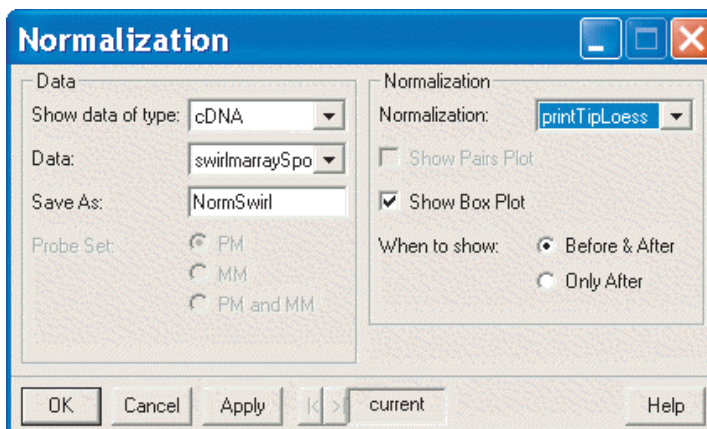 Normalization
Data
Show data of type: cDNA
Data: swirlmarraySpo
Save As: NormSwirl
Probe Set: PM
MM
PM and MM
Normalization
Normalization: printTipLoess
Show Pairs Plot
Show Box Plot
When to show: Before & After
Only After
OK Cancel Apply |< >| current Help